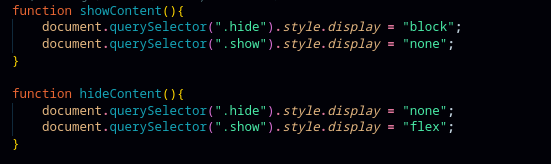 function showContent(){
    document.querySelector(".hide").style.display = "block";
    document.querySelector(".show").style.display = "none";
}
function hideContent(){
    document.querySelector(".hide").style.display = "none";
    document.querySelector(".show").style.display = "flex";
}